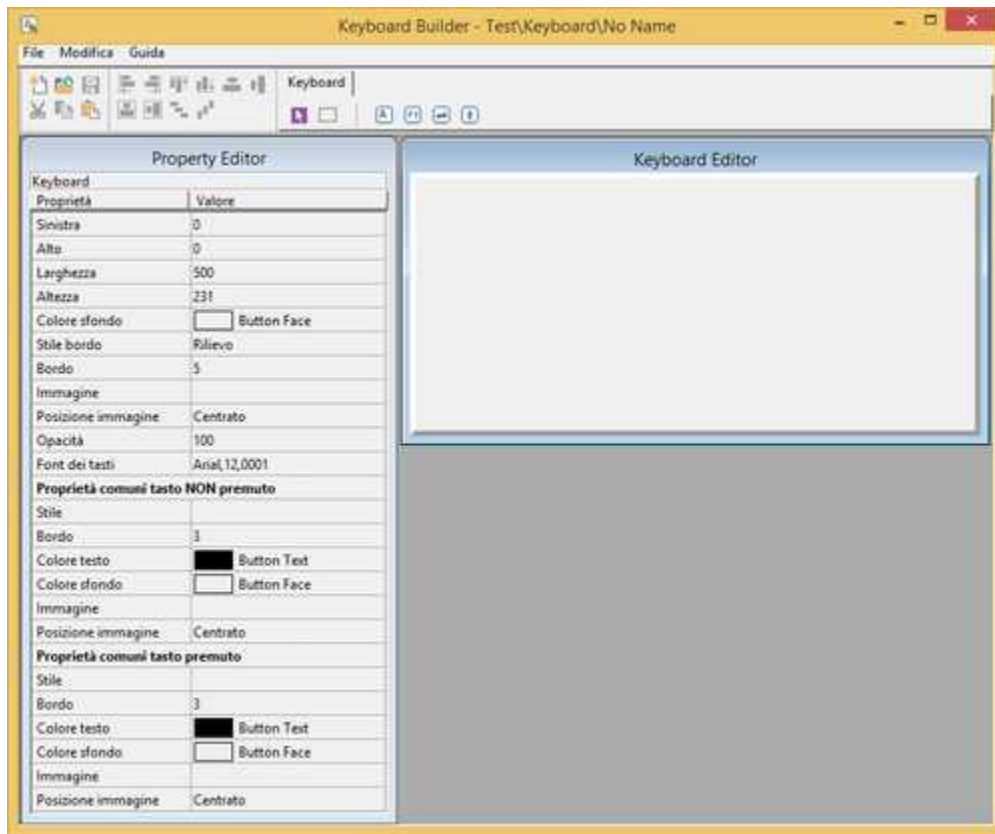 Keyboard Builder - Test\Keyboard\No Name
File Modifica Guida
Keyboard
Property Editor
Keyboard Editor
Keyboard
Proprietà Valore
Sinistra 0
Alto 0
Larghezza 500
Altezza 231
Colore sfondo Button Face
Stile bordo Rilievo
Bordo 5
Immagine
Posizione immagine Centrato
Opacità 100
Font dei tasti Arial,12,0001
Proprietà comuni tasto NON premuto
Stile
Bordo 3
Colore testo Button Text
Colore sfondo Button Face
Immagine
Posizione immagine Centrato
Proprietà comuni tasto premuto
Stile
Bordo 3
Colore testo Button Text
Colore sfondo Button Face
Immagine
Posizione immagine Centrato